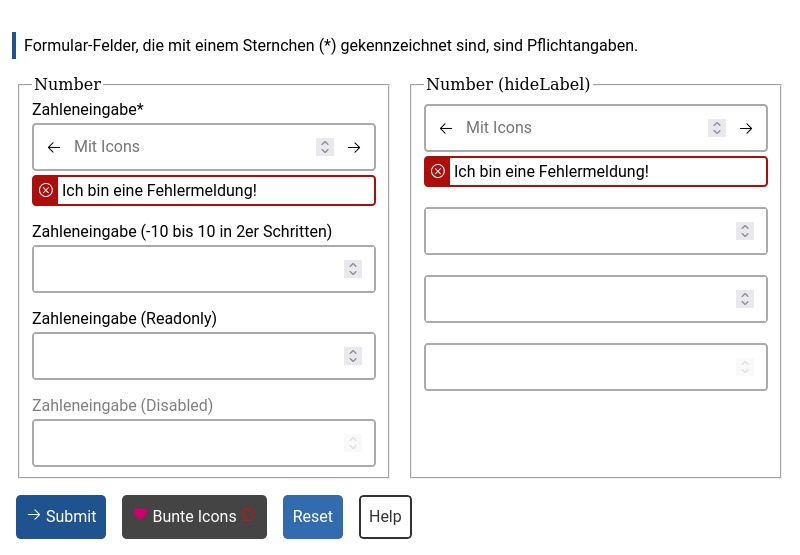 Formular-Felder, die mit einem Sternchen (*) gekennzeichnet sind, sind Pflichtangaben.
Number
Zahleneingabe*
Mit Icons
Ich bin eine Fehlermeldung!
Zahleneingabe (-10 bis 10 in 2er Schritten)
Zahleneingabe (Readonly)
Zahleneingabe (Disabled)
Number (hideLabel)
Mit Icons
Ich bin eine Fehlermeldung!
Submit
Bunte Icons
Reset
Help